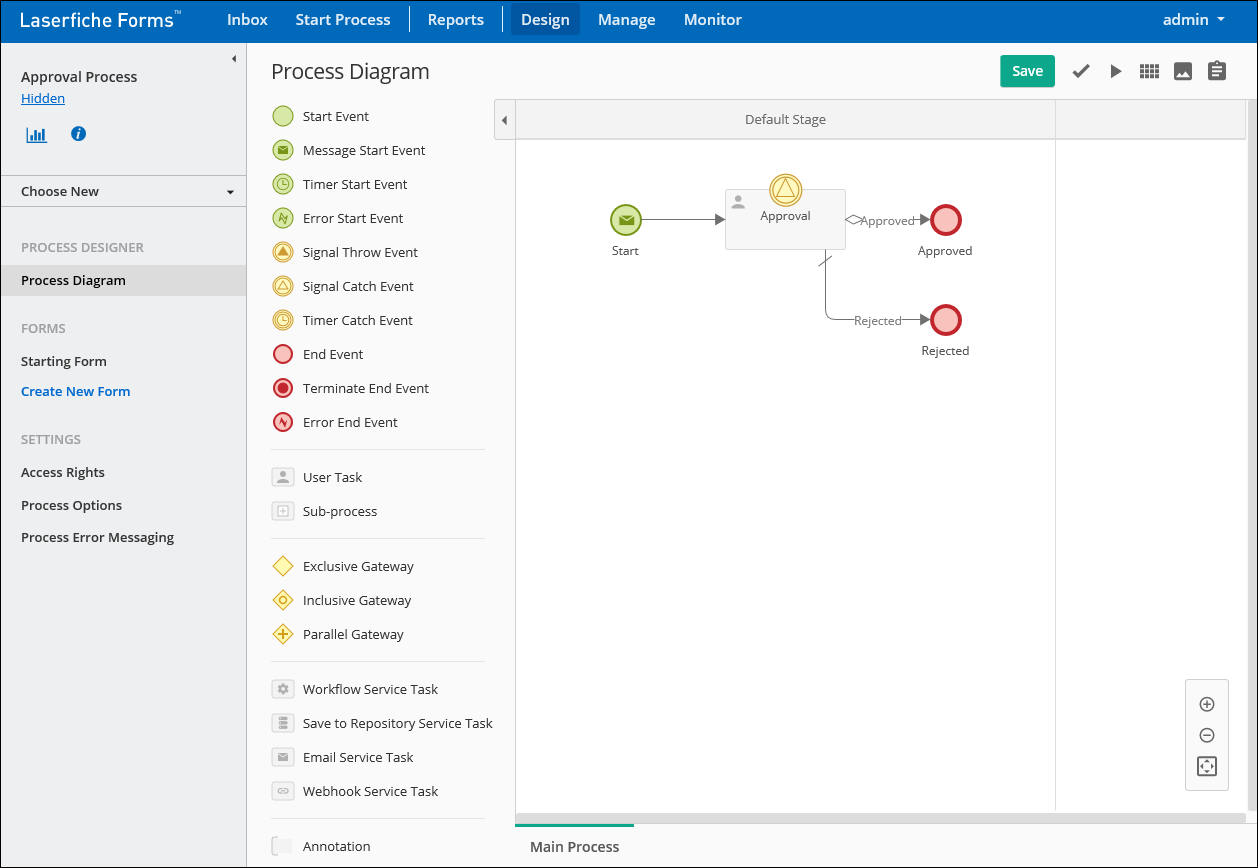 Laserfiche Forms™
Inbox
Start Process
Reports
Design
Manage
Monitor
admin
Approval Process
Hidden
Choose New
PROCESS DESIGNER
Process Diagram
FORMS
Starting Form
Create New Form
SETTINGS
Access Rights
Process Options
Process Error Messaging
Process Diagram
Save
Start Event
Message Start Event
Timer Start Event
Error Start Event
Signal Throw Event
Signal Catch Event
Timer Catch Event
End Event
Terminate End Event
Error End Event
User Task
Sub-process
Exclusive Gateway
Inclusive Gateway
Parallel Gateway
Workflow Service Task
Save to Repository Service Task
Email Service Task
Webhook Service Task
Annotation
Default Stage
Start
Approval
Approved
Approved
Rejected
Rejected
Main Process